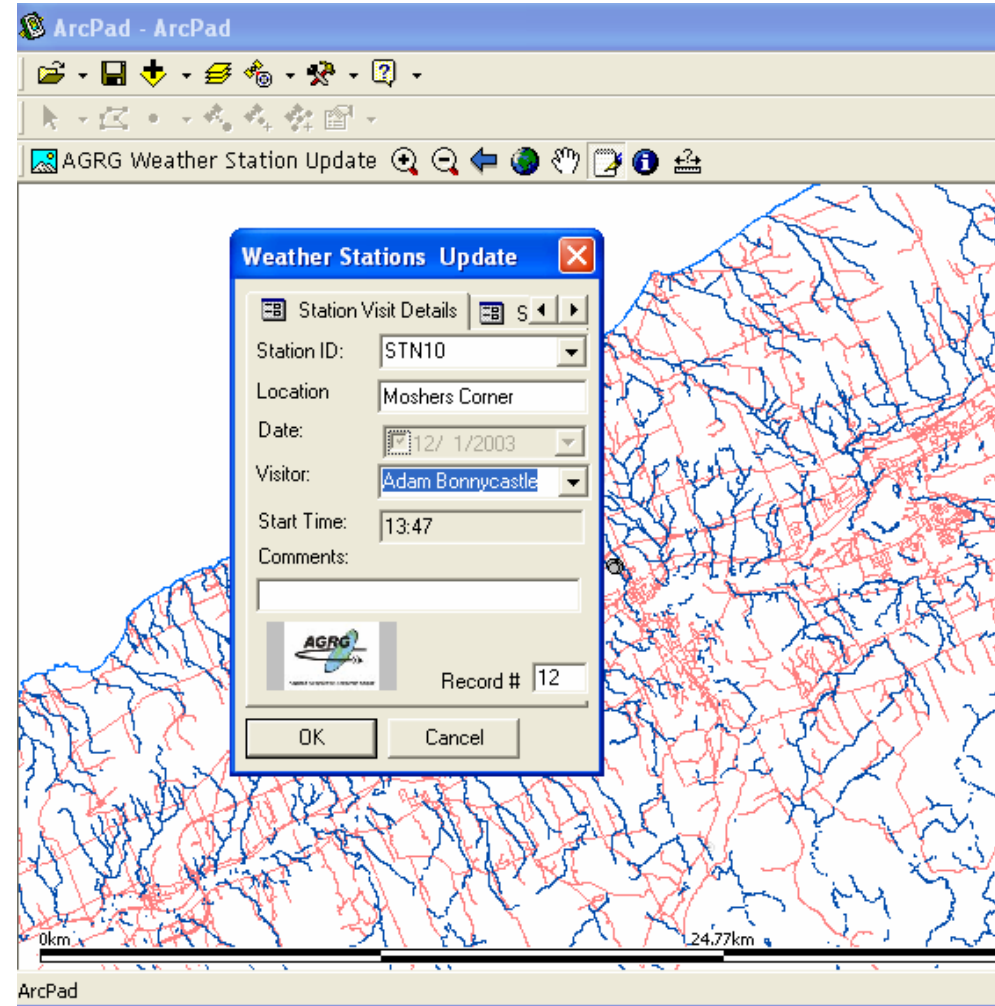 ArcPad - ArcPad
AGRG Weather Station Update
Weather Stations Update
Station Visit Details S
Station ID: STN10
Location Moshers Corner
Date: 12/ 1/2003
Visitor: Adam Bonnycastle
Start Time: 13:47
Comments:
AGRG
Record # 12
OK Cancel
0km 24.77km
ArcPad